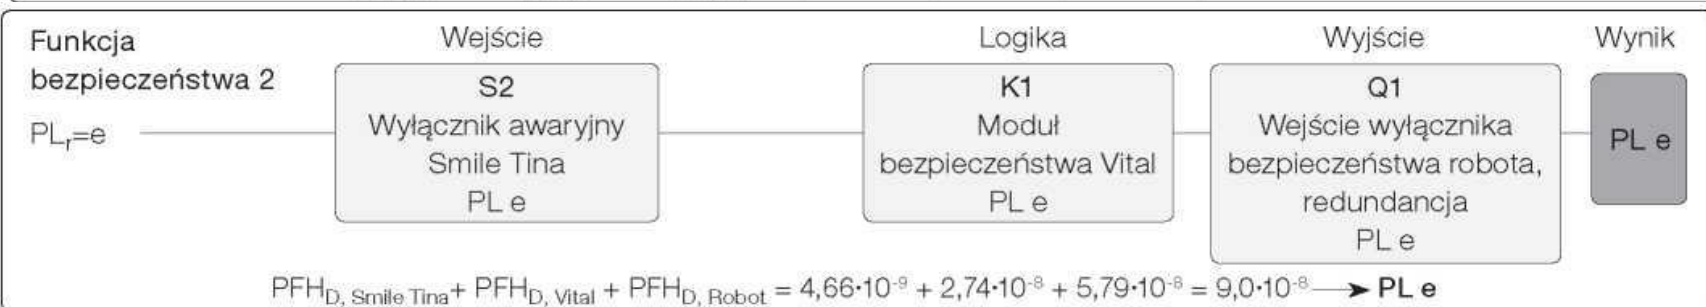 Funkcja
bezpieczeństwa 2
PLr=e
Wejście
S2
Wyłącznik awaryjny
Smile Tina
PL e
Logika
K1
Moduł
bezpieczeństwa Vital
PL e
Wyjście
Q1
Wejście wyłącznika
bezpieczeństwa robota,
redundancja
PL e
Wynik
PL e
PFHD, Smile Tina+ PFHD, Vital + PFHD, Robot = 4,66•10⁻⁹ + 2,74•10⁻⁸ + 5,79•10⁻⁸ = 9,0•10⁻⁸ → PL e